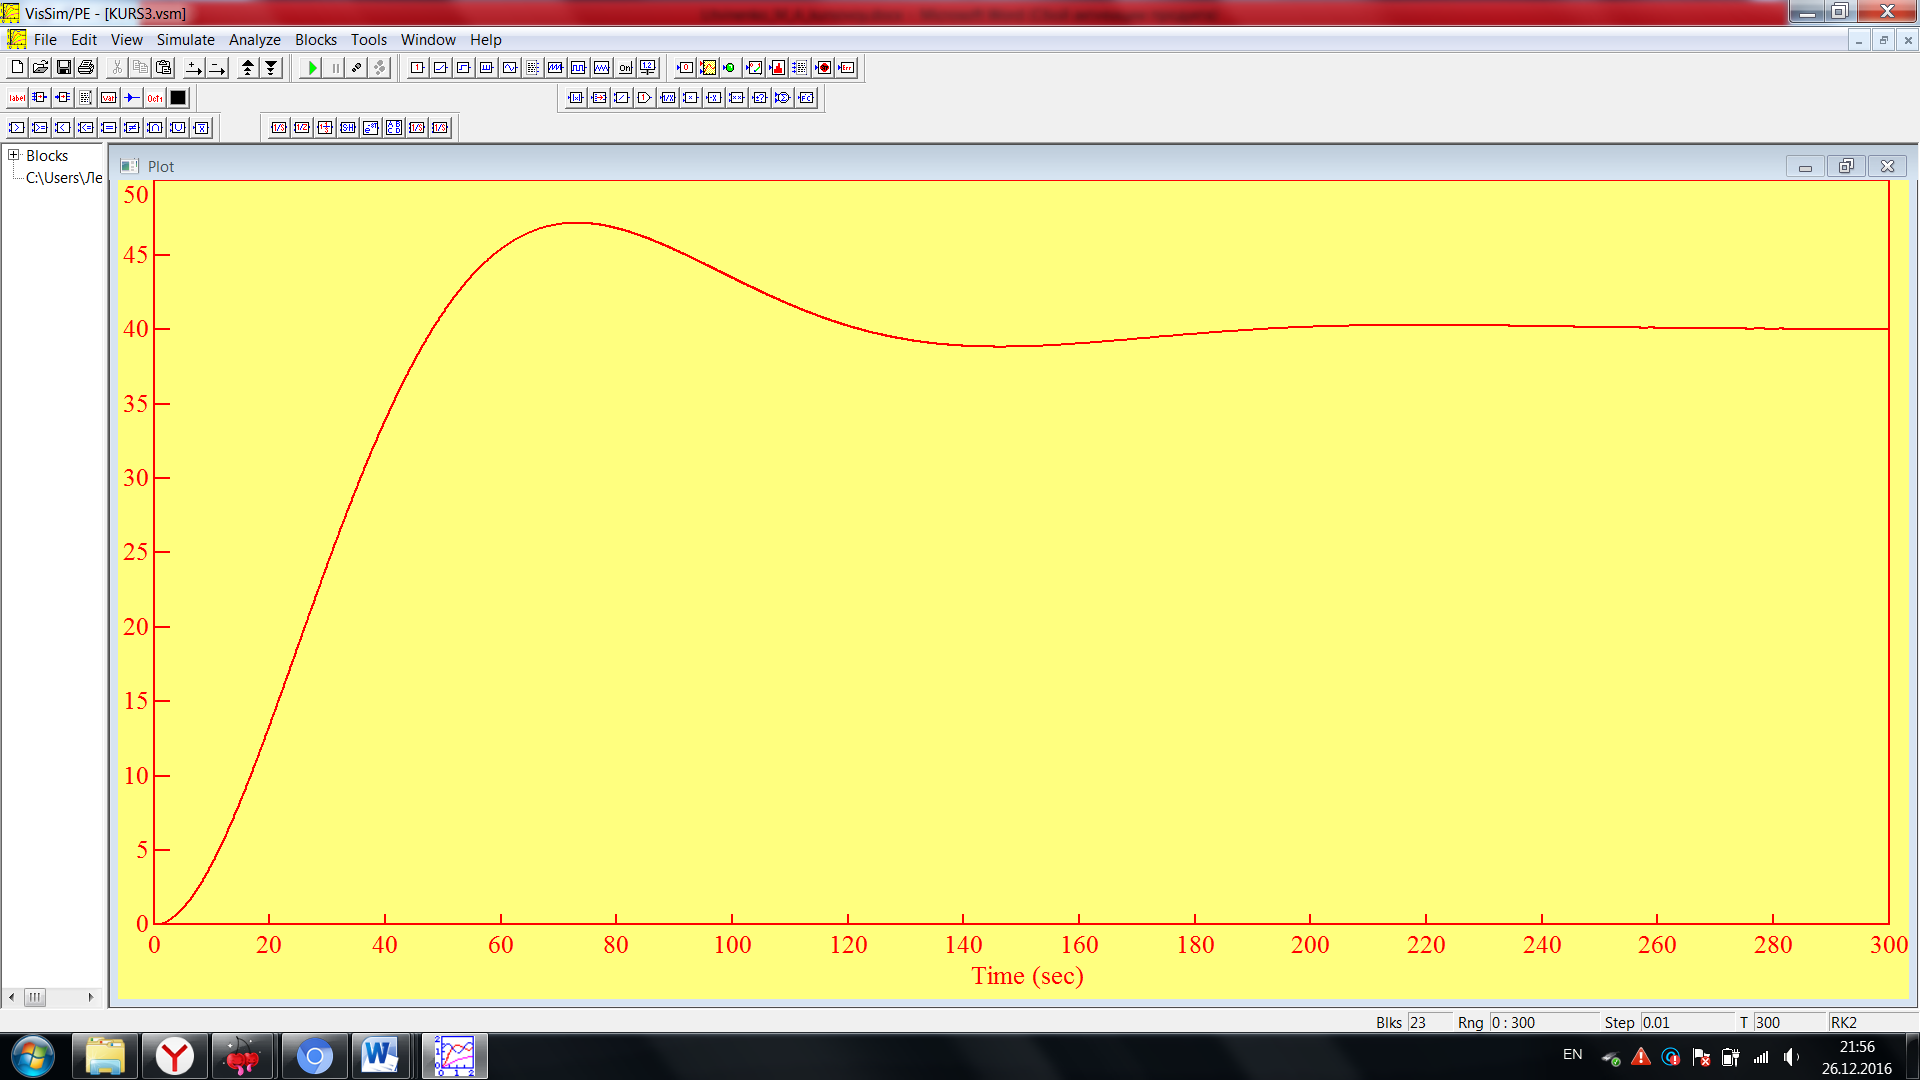 VisSim/PE - [KURS3.vsm]
File Edit View Simulate Analyze Blocks Tools Window Help
Blocks
C:\Users\Ле
Plot
50
45
40
35
30
25
20
15
10
5
0
0 20 40 60 80 100 120 140 160 180 200 220 240 260 280 300
Time (sec)
Blks 23 Rng 0 : 300 Step 0.01 T 300 RK2
EN
21:56
26.12.2016